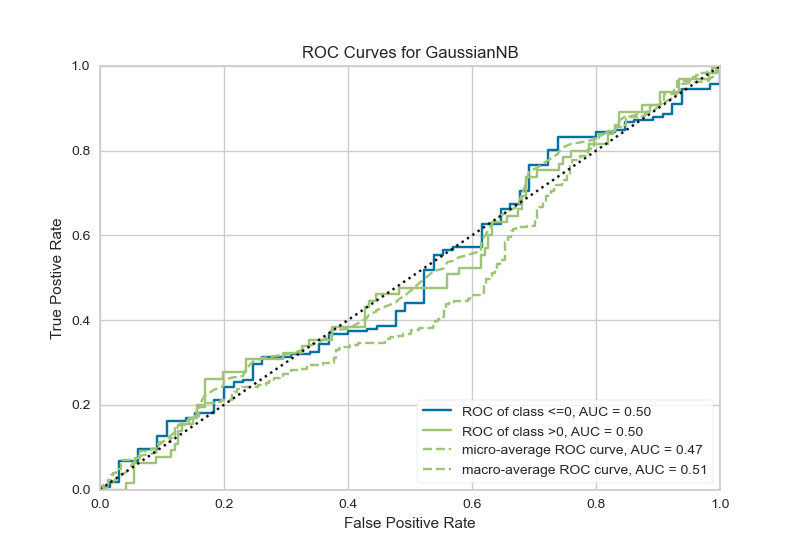 ROC Curves for GaussianNB
1.0
0.8
0.6
0.4
0.2
0.0
True Positive Rate
ROC of class <=0, AUC = 0.50
ROC of class >0, AUC = 0.50
micro-average ROC curve, AUC = 0.47
macro-average ROC curve, AUC = 0.51
0.0 0.2 0.4 0.6 0.8 1.0
False Positive Rate